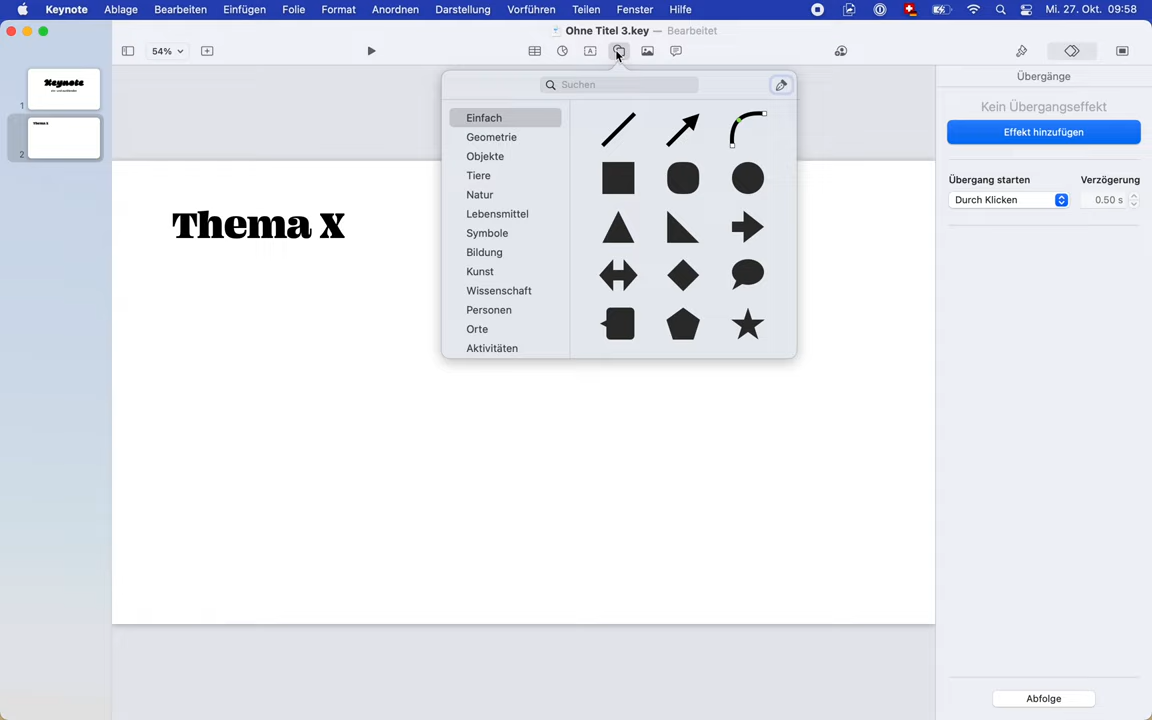 Keynote Ablage Bearbeiten Einfügen Folie Format Anordnen Darstellung Vorführen Teilen Fenster Hilfe Mi. 27. Okt. 09:58
Ohne Titel 3.key — Bearbeitet
54%
Suchen
Übergänge
Keynote
1
Thema X
2
Einfach
Geometrie
Objekte
Tiere
Natur
Lebensmittel
Symbole
Bildung
Kunst
Wissenschaft
Personen
Orte
Aktivitäten
Thema X
Kein Übergangseffekt
Effekt hinzufügen
Übergang starten Verzögerung
Durch Klicken 0.50 s
Abfolge